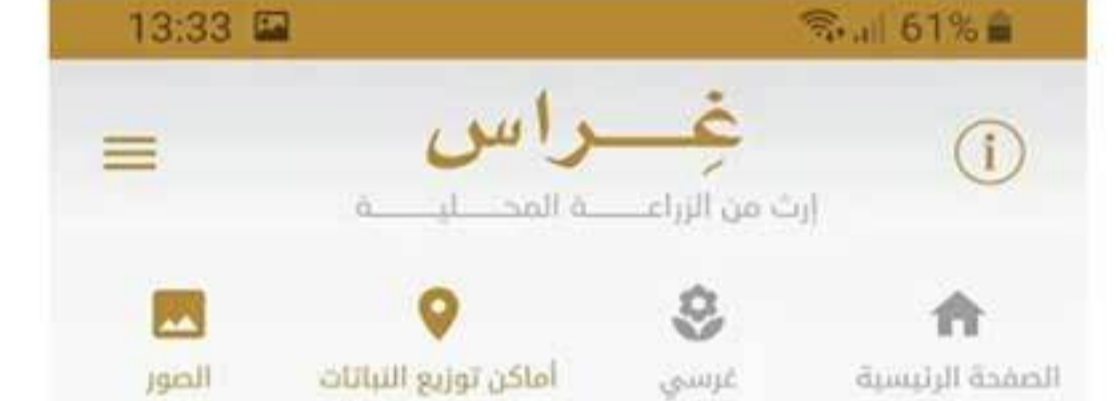 13:33 61%
غِراس
إرث من الزراعة المحلية
الصفحة الرئيسية غرسي أماكن توزيع النباتات الصور